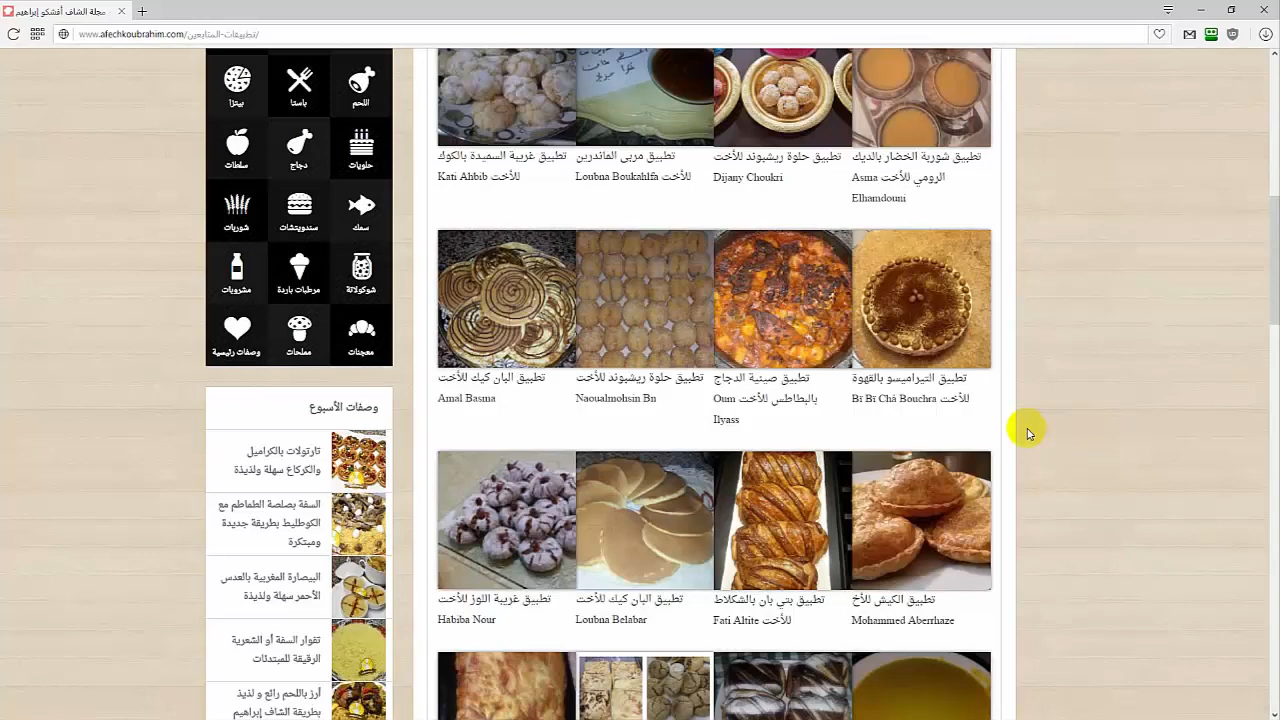 مجلة الشاف أفشكو إبراهيم
www.afechkoubrahim.com/تطبيقات-المتابعين/
اللحم
باستا
بيتزا
حلويات
دجاج
سلطات
سمك
سندويتشات
شوربات
شوكولاتة
مرطبات باردة
مشروبات
معجنات
مملحات
وصفات رئيسية
وصفات الأسبوع
تارتولات بالكراميل
والكركاع سهلة ولذيذة
السفة بصلصة الطماطم مع
الكوطليط بطريقة جديدة
ومبتكرة
البيصارة المغربية بالعدس
الأحمر سهلة ولذيذة
تفوار السفة أو الشعرية
الرقيقة للمبتدئات
أرز باللحم رائع و لذيذ
بطريقة الشاف إبراهيم
تطبيق شوربة الخضار بالديك
الرومي للأخت Asma
Elhamdouni
تطبيق حلوة ريشبوند للأخت
Dijany Choukri
تطبيق مربى الماندرين
للأخت Loubna Boukahlfa
تطبيق غريبة السميدة بالكوك
للأخت Kati Ahbib
تطبيق التيراميسو بالقهوة
للأخت Bï Bï Chà Bouchra
تطبيق صينية الدجاج
بالبطاطس للأخت Oum
Ilyass
تطبيق حلوة ريشبوند للأخت
Naoualmohsin Bn
تطبيق البان كيك للأخت
Amal Basma
تطبيق الكيش للأخ
Mohammed Aberrhaze
تطبيق بتي بان بالشكلاط
للأخت Fati Altite
تطبيق البان كيك للأخت
Loubna Belabar
تطبيق غريبة اللوز للأخت
Habiba Nour